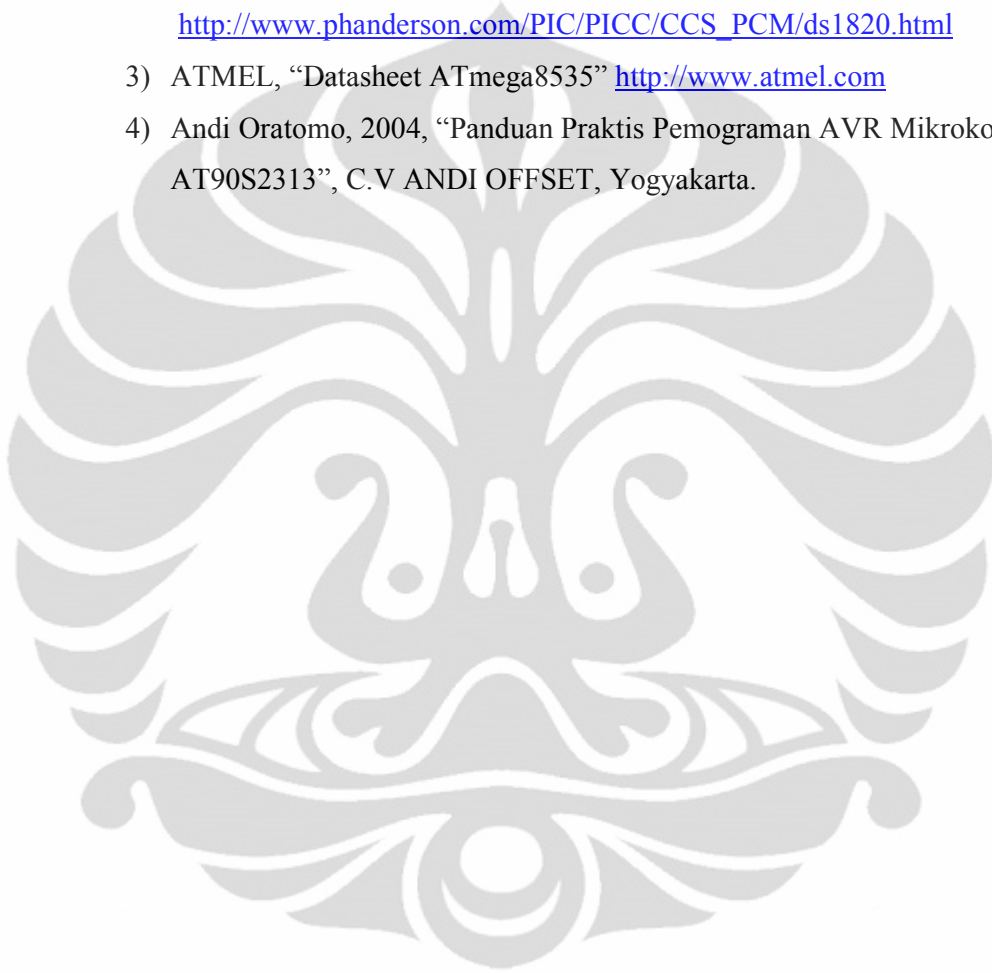 http://www.phanderson.com/PIC/PICC/CCS_PCM/ds1820.html
3) ATMEL, “Datasheet ATmega8535” http://www.atmel.com
4) Andi Oratomo, 2004, “Panduan Praktis Pemograman AVR Mikroko
AT90S2313”, C.V ANDI OFFSET, Yogyakarta.